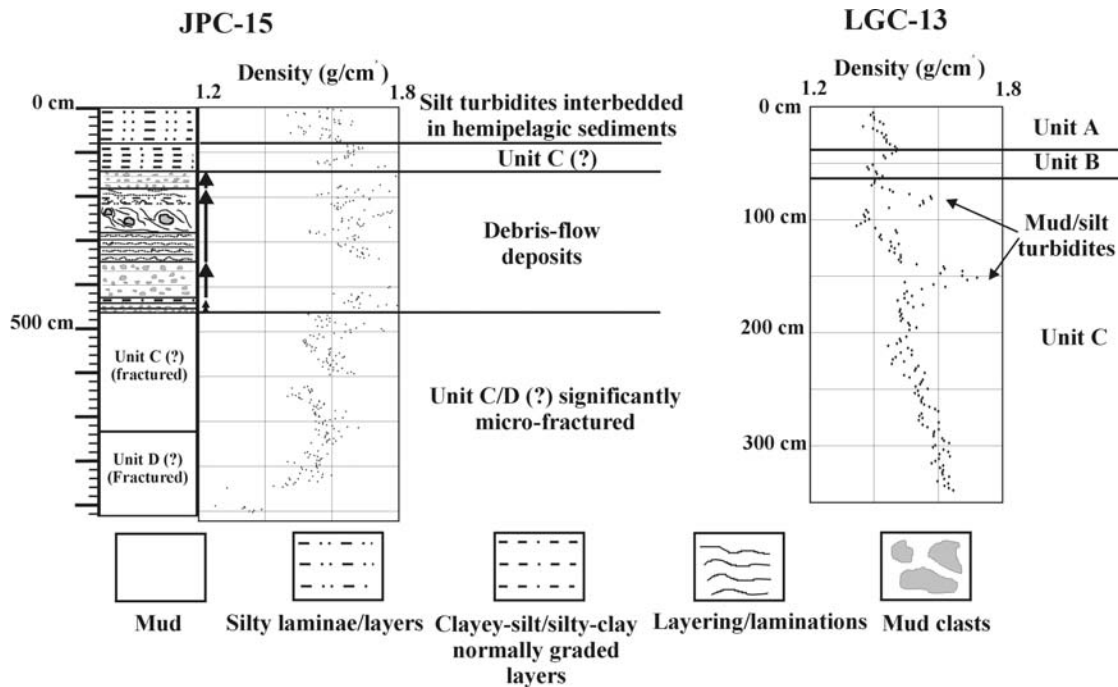 JPC-15
Density (g/cm³)
1.2
1.8
0 cm
500 cm
Silt turbidites interbedded
in hemipelagic sediments
Unit C (?)
Debris-flow
deposits
Unit C/D (?) significantly
micro-fractured
Unit C (?)
(fractured)
Unit D (?)
(Fractured)
LGC-13
Density (g/cm³)
1.2
1.8
0 cm
100 cm
200 cm
300 cm
Unit A
Unit B
Mud/silt
turbidites
Unit C
Mud
Silty laminae/layers
Clayey-silt/silty-clay
normally graded
layers
Layering/laminations
Mud clasts